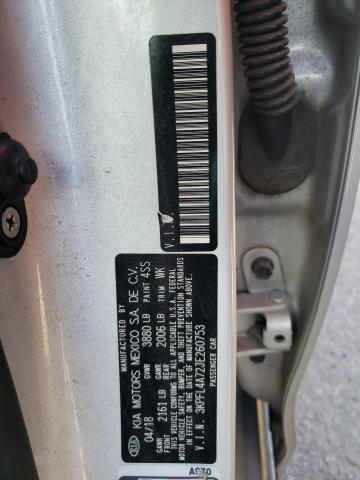 KIA KIA MOTORS MEXICO S.A. DE C.V.
04/18 GVWR 3880 LB PAINT 4SS
GAWR FRONT 2161 LB GAWR REAR 2006 LB TRIM WK
THIS VEHICLE CONFORMS TO ALL APPLICABLE U.S.A. FEDERAL
MOTOR VEHICLE SAFETY, BUMPER, AND THEFT PREVENTION STANDARDS
IN EFFECT ON THE DATE OF MANUFACTURE SHOWN ABOVE.
V.I.N. 3KPFL4A72JE260753
PASSENGER CAR
V.I.N.
A930